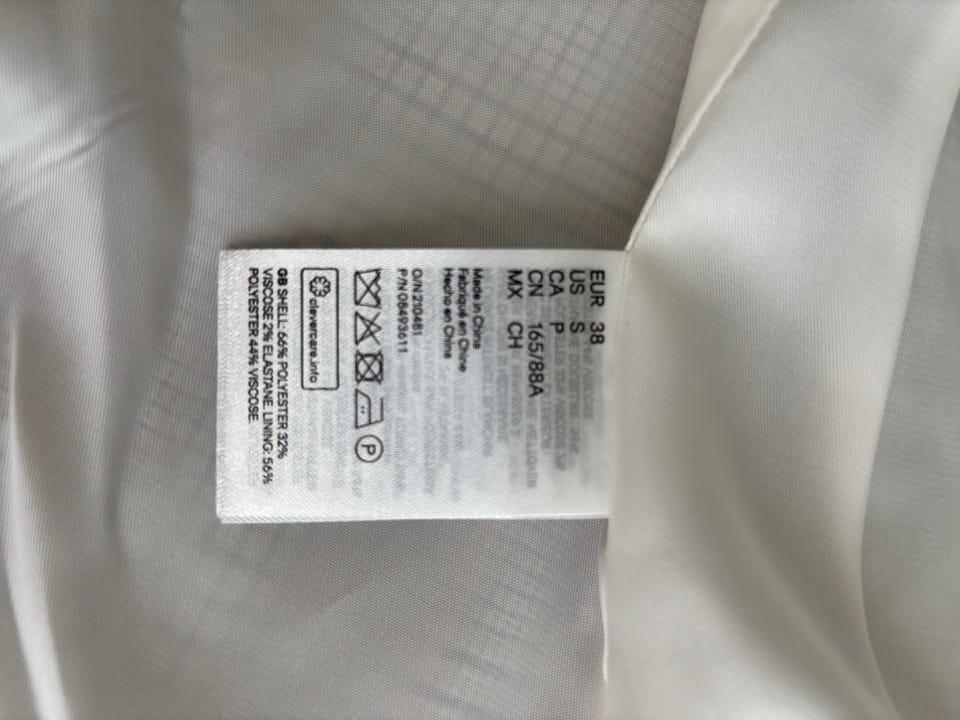 EUR 38
US S
CA P
CN 165/88A
MX CH
Made in China
Fabriqué en Chine
Hecho en China
O/N 210481
P/N 08493611
P
clevercare.info
GB SHELL: 66% POLYESTER 32%
VISCOSE 2% ELASTANE. LINING: 56%
POLYESTER 44% VISCOSE.